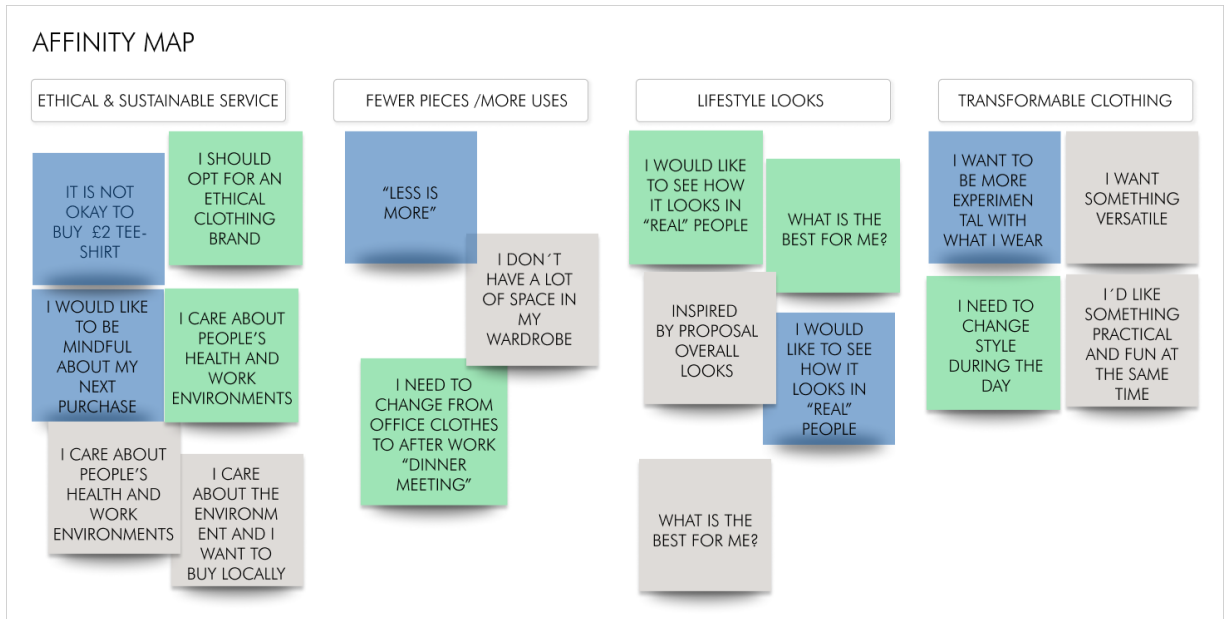 AFFINITY MAP
ETHICAL & SUSTAINABLE SERVICE
IT IS NOT
OKAY TO
BUY £2 TEE-
SHIRT
I SHOULD
OPT FOR AN
ETHICAL
CLOTHING
BRAND
I WOULD LIKE
TO BE
MINDFUL
ABOUT MY
NEXT
PURCHASE
I CARE ABOUT
PEOPLE'S
HEALTH AND
WORK
ENVIRONMENTS
I CARE ABOUT
PEOPLE'S
HEALTH AND
WORK
ENVIRONMENTS
I CARE
ABOUT THE
ENVIRONM
ENT AND I
WANT TO
BUY LOCALLY
FEWER PIECES /MORE USES
"LESS IS
MORE"
I DON´T
HAVE A LOT
OF SPACE IN
MY
WARDROBE
I NEED TO
CHANGE FROM
OFFICE CLOTHES
TO AFTER WORK
"DINNER
MEETING"
LIFESTYLE LOOKS
I WOULD LIKE
TO SEE HOW
IT LOOKS IN
"REAL" PEOPLE
WHAT IS THE
BEST FOR ME?
INSPIRED
BY PROPOSAL
OVERALL
LOOKS
I WOULD
LIKE TO SEE
HOW IT
LOOKS IN
"REAL"
PEOPLE
WHAT IS THE
BEST FOR ME?
TRANSFORMABLE CLOTHING
I WANT TO
BE MORE
EXPERIMEN
TAL WITH
WHAT I WEAR
I WANT
SOMETHING
VERSATILE
I NEED TO
CHANGE
STYLE
DURING THE
DAY
I´D LIKE
SOMETHING
PRACTICAL
AND FUN AT
THE SAME
TIME